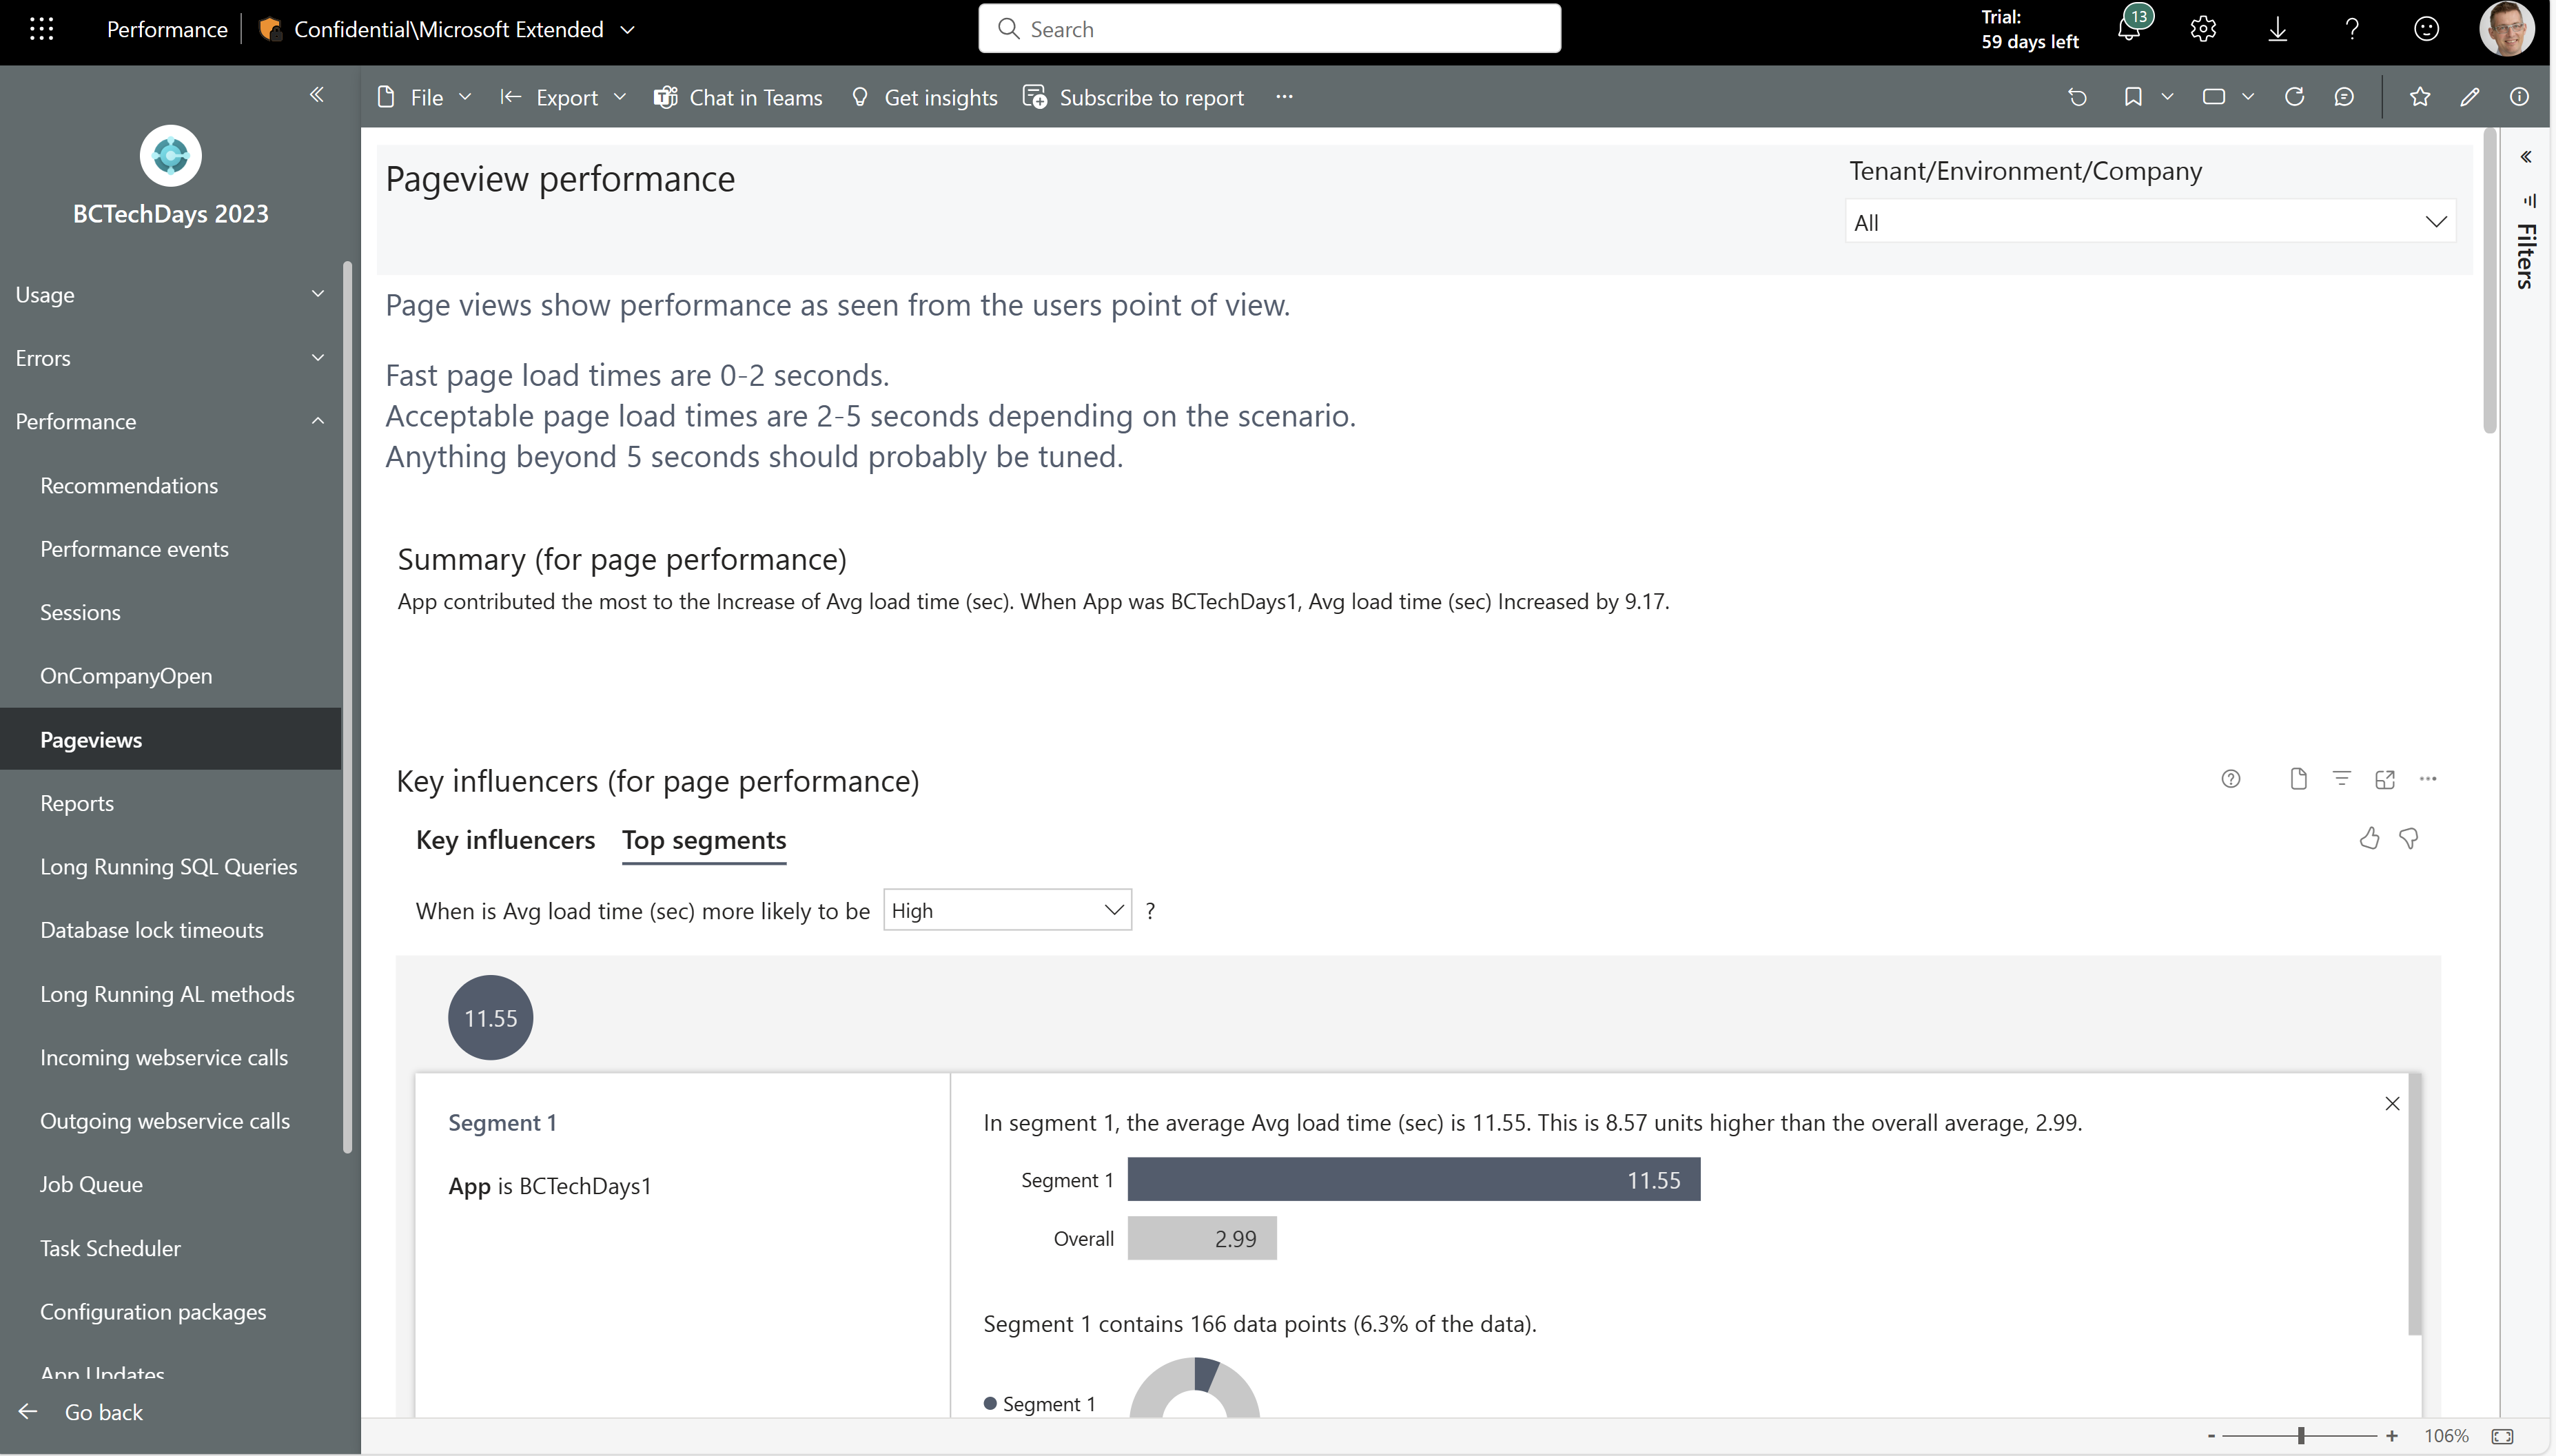 Performance
Confidential\Microsoft Extended
Search
Trial:
59 days left
13
File
Export
Chat in Teams
Get insights
Subscribe to report
BCTechDays 2023
Usage
Errors
Performance
Recommendations
Performance events
Sessions
OnCompanyOpen
Pageviews
Reports
Long Running SQL Queries
Database lock timeouts
Long Running AL methods
Incoming webservice calls
Outgoing webservice calls
Job Queue
Task Scheduler
Configuration packages
App Updates
Go back
Pageview performance
Tenant/Environment/Company
All
Filters
Page views show performance as seen from the users point of view.
Fast page load times are 0-2 seconds.
Acceptable page load times are 2-5 seconds depending on the scenario.
Anything beyond 5 seconds should probably be tuned.
Summary (for page performance)
App contributed the most to the Increase of Avg load time (sec). When App was BCTechDays1, Avg load time (sec) Increased by 9.17.
Key influencers (for page performance)
Key influencers Top segments
When is Avg load time (sec) more likely to be High ?
11.55
Segment 1
App is BCTechDays1
In segment 1, the average Avg load time (sec) is 11.55. This is 8.57 units higher than the overall average, 2.99.
Segment 1 11.55
Overall 2.99
Segment 1 contains 166 data points (6.3% of the data).
Segment 1
- + 106%